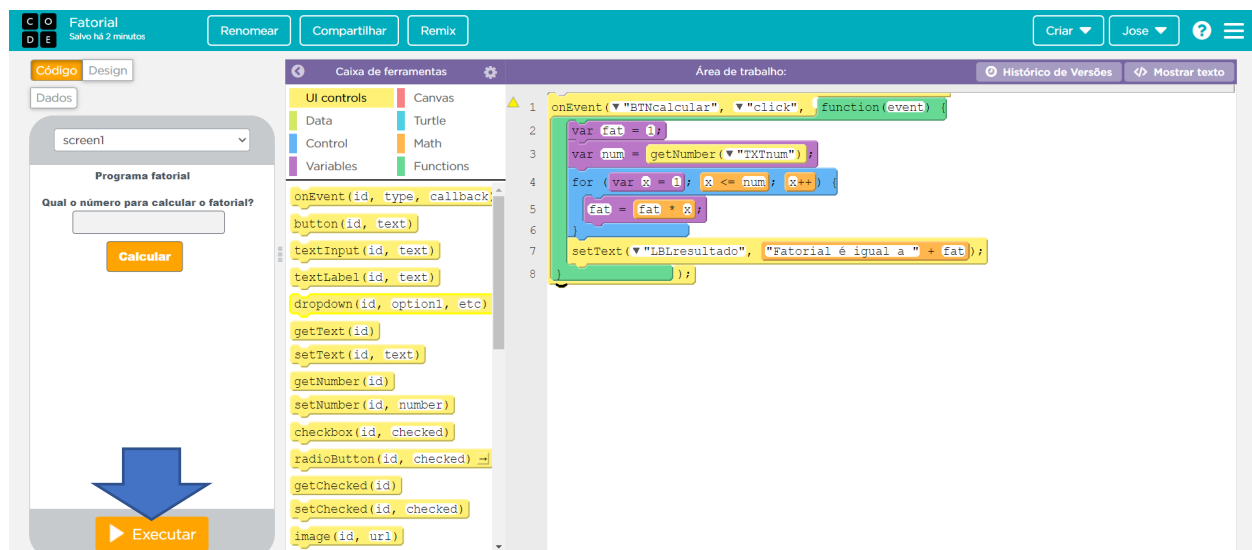 C O D E
Fatorial
Salvo há 2 minutos
Renomear
Compartilhar
Remix
Criar
Jose
?
Código
Design
Dados
screen1
Programa fatorial
Qual o número para calcular o fatorial?
Calcular
Executar
Caixa de ferramentas
UI controls
Canvas
Data
Turtle
Control
Math
Variables
Functions
onEvent(id, type, callback)
button(id, text)
textInput(id, text)
textLabel(id, text)
dropdown(id, option1, etc)
getText(id)
setText(id, text)
getNumber(id)
setNumber(id, number)
checkbox(id, checked)
radioButton(id, checked)
getChecked(id)
setChecked(id, checked)
image(id, url)
Área de trabalho:
Histórico de Versões
</> Mostrar texto
1 onEvent(▼"BTNcalcular", ▼"click", function(event) {
2 var fat = 1;
3 var num = getNumber(▼"TXTnum");
4 for (var x = 1; x <= num; x++) {
5 fat = fat * x;
6 }
7 setText(▼"LBLresultado", "Fatorial é igual a " + fat);
8 } );